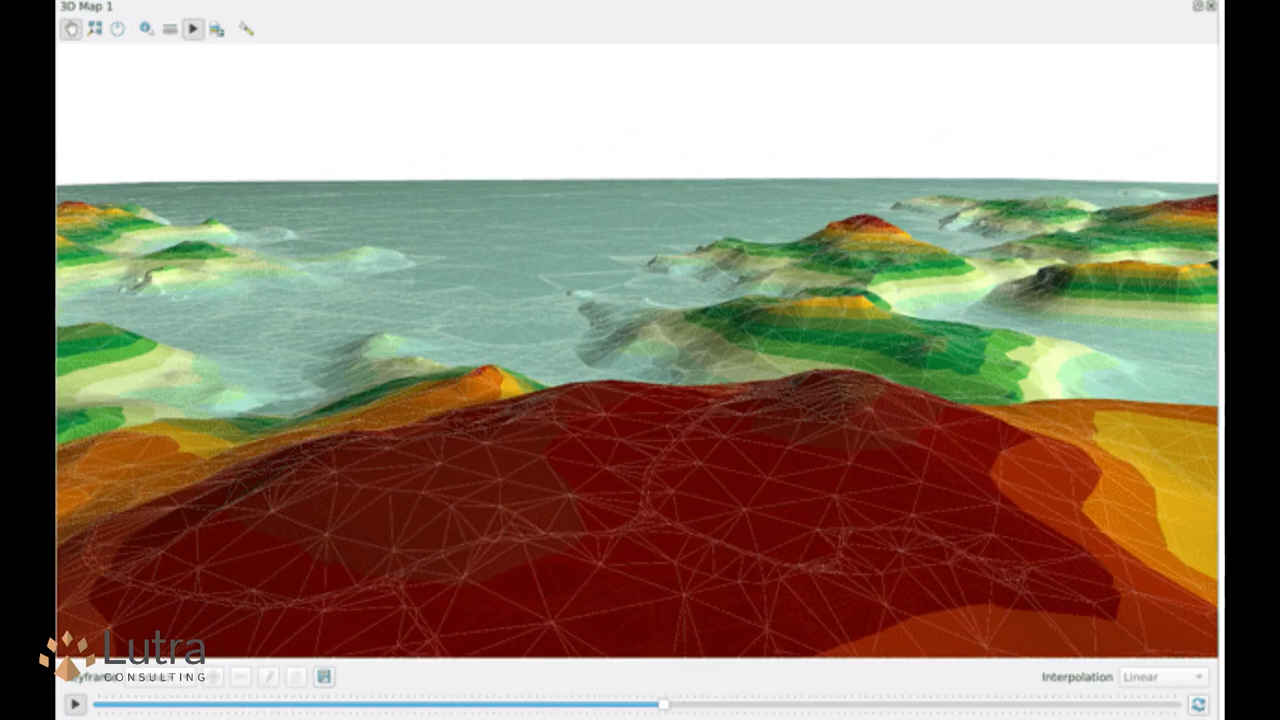 3D Map 1
Lutra
CONSULTING
Interpolation
Linear